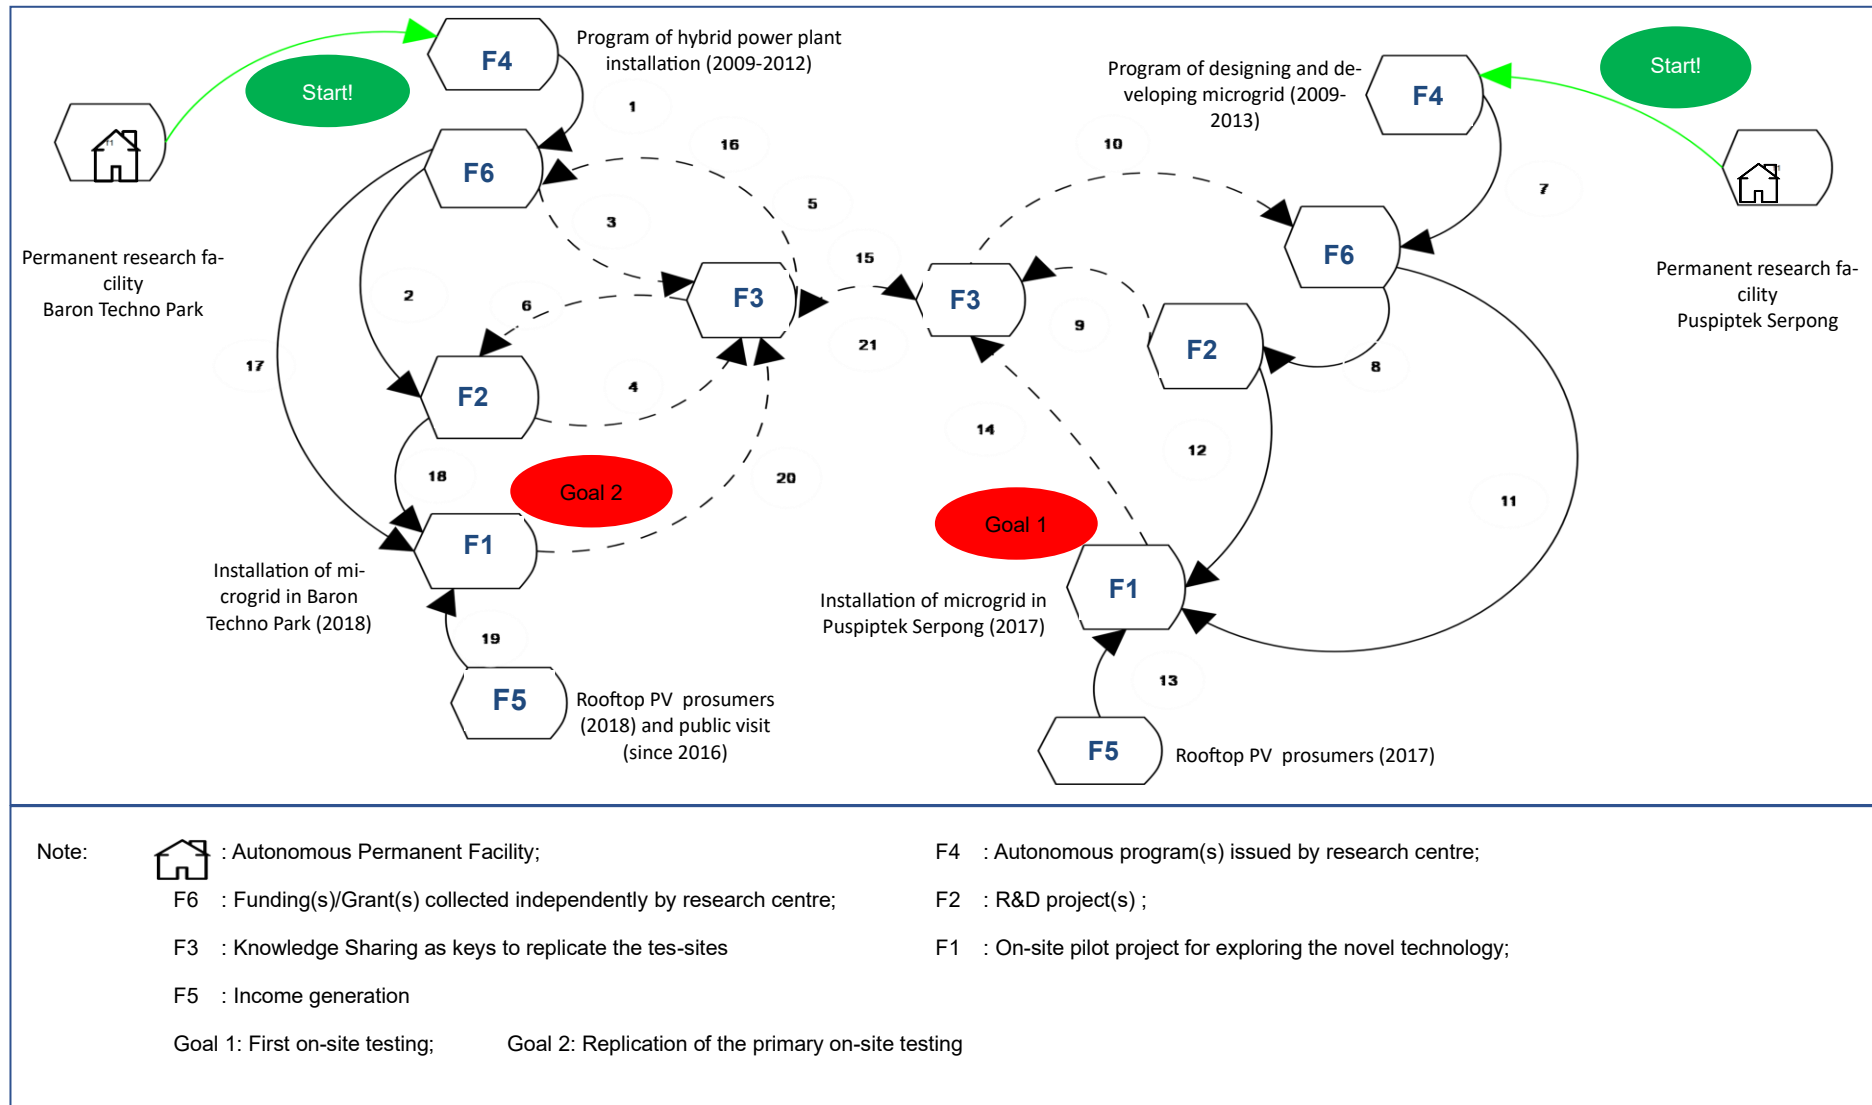 F4
Program of hybrid power plant
installation (2009-2012)
Start!
1
F6
16
3
5
Permanent research fa-
cility
Baron Techno Park
2
6
F3
15
21
17
F2
4
18
Goal 2
20
F1
Installation of mi-
crogrid in Baron
Techno Park (2018)
19
F5
Rooftop PV prosumers
(2018) and public visit
(since 2016)
Program of designing and de-
veloping microgrid (2009-
2013)
F4
Start!
10
7
F6
Permanent research fa-
cility
Puspiptek Serpong
F3
9
F2
8
14
12
11
Goal 1
F1
Installation of microgrid in
Puspiptek Serpong (2017)
13
F5
Rooftop PV prosumers (2017)
Note:
: Autonomous Permanent Facility;
F4 : Autonomous program(s) issued by research centre;
F6 : Funding(s)/Grant(s) collected independently by research centre;
F2 : R&D project(s) ;
F3 : Knowledge Sharing as keys to replicate the tes-sites
F1 : On-site pilot project for exploring the novel technology;
F5 : Income generation
Goal 1: First on-site testing; Goal 2: Replication of the primary on-site testing